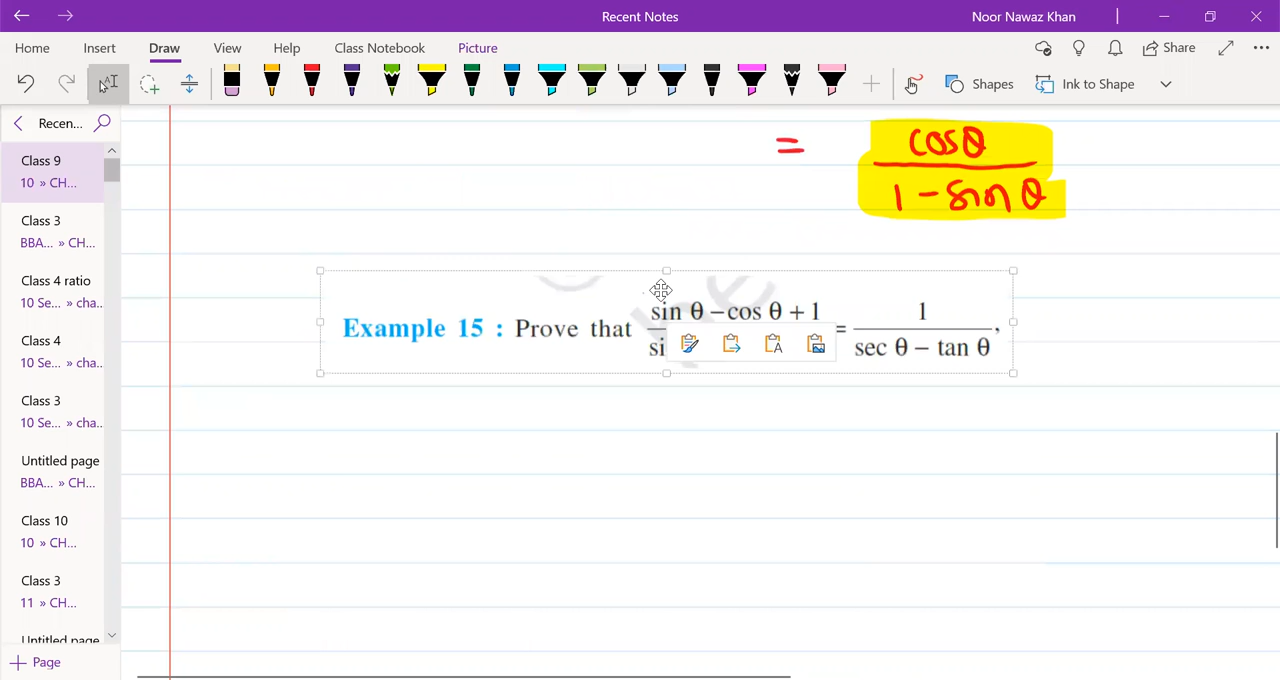 Recent Notes
Noor Nawaz Khan
Home Insert Draw View Help Class Notebook Picture Share
Shapes Ink to Shape
Recen...
Class 9
10 » CH...
Class 3
BBA... » CH...
Class 4 ratio
10 Se... » cha..
Class 4
10 Se... » cha..
Class 3
10 Se... » cha..
Untitled page
BBA... » CH...
Class 10
10 » CH...
Class 3
11 » CH...
Untitled page
Page
= cosθ
1 - sin θ
Example 15 : Prove that sin θ – cos θ + 1 = 1
si sec θ – tan θ ,